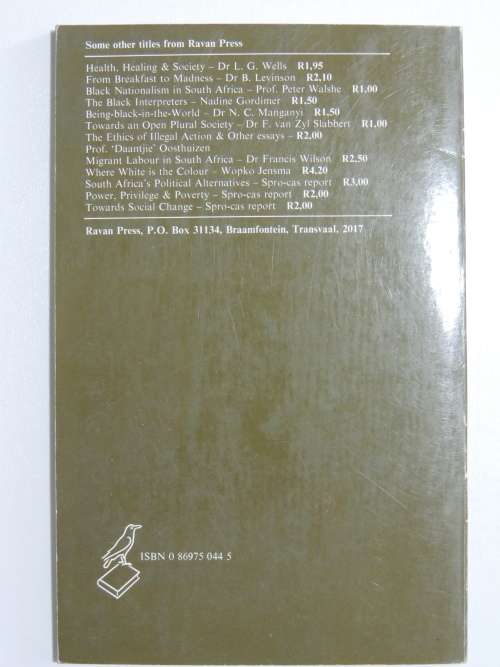 Some other titles from Ravan Press
Health, Healing & Society – Dr L. G. Wells R1,95
From Breakfast to Madness – Dr B. Levinson R2,10
Black Nationalism in South Africa – Prof. Peter Walshe R1,00
The Black Interpreters – Nadine Gordimer R1,50
Being-black-in-the-World – Dr N. C. Manganyi R1,50
Towards an Open Plural Society – Dr F. van Zyl Slabbert R1,00
The Ethics of Illegal Action & Other essays – R2,00
Prof. 'Daantjie' Oosthuizen
Migrant Labour in South Africa – Dr Francis Wilson R2,50
Where White is the Colour – Wopko Jensma R4,20
South Africa's Political Alternatives – Spro-cas report R3,00
Power, Privilege & Poverty – Spro-cas report R2,00
Towards Social Change – Spro-cas report R2,00
Ravan Press, P.O. Box 31134, Braamfontein, Transvaal, 2017
ISBN 0 86975 044 5